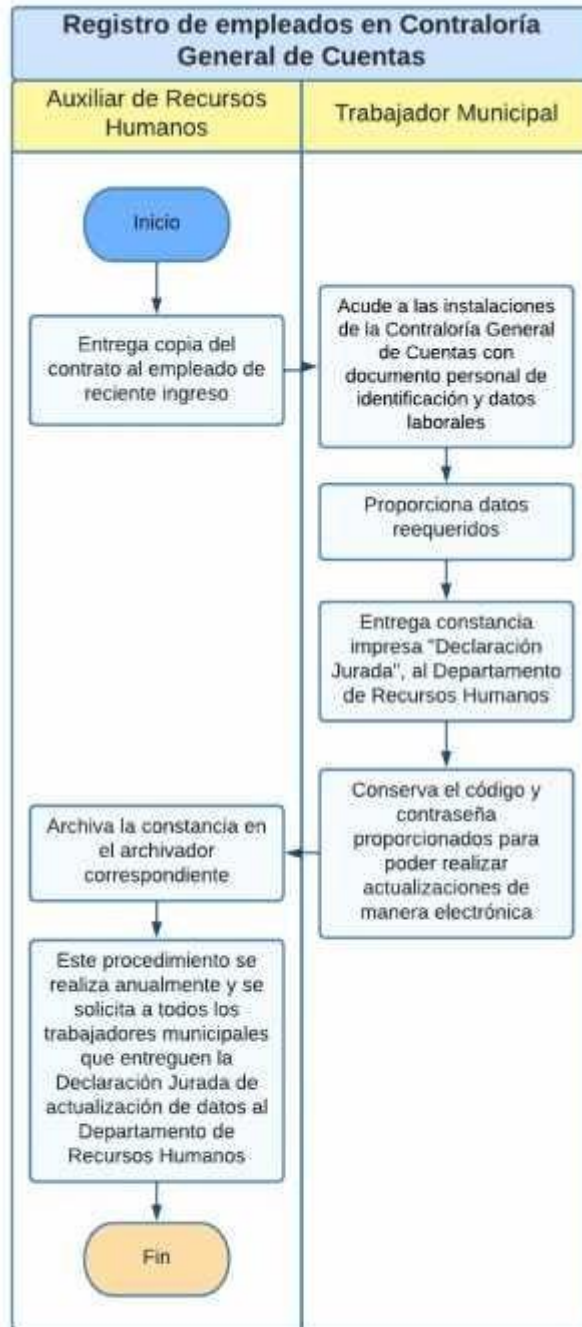 Registro de empleados en Contraloría
General de Cuentas
Auxiliar de Recursos
Humanos
Trabajador Municipal
Inicio
Entrega copia del
contrato al empleado de
reciente ingreso
Acude a las instalaciones
de la Contraloría General
de Cuentas con
documento personal de
identificación y datos
laborales
Proporciona datos
reequeridos
Entrega constancia
impresa "Declaración
Jurada", al Departamento
de Recursos Humanos
Conserva el código y
contraseña
proporcionados para
poder realizar
actualizaciones de
manera electrónica
Archiva la constancia en
el archivador
correspondiente
Este procedimiento se
realiza anualmente y se
solicita a todos los
trabajadores municipales
que entreguen la
Declaración Jurada de
actualización de datos al
Departamento de
Recursos Humanos
Fin